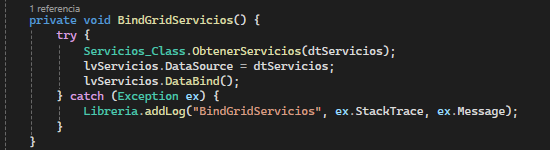 1 referencia
private void BindGridServicios() {
try {
Servicios_Class.ObtenerServicios(dtServicios);
lvServicios.DataSource = dtServicios;
lvServicios.DataBind();
} catch (Exception ex) {
Libreria.addLog("BindGridServicios", ex.StackTrace, ex.Message);
}
}